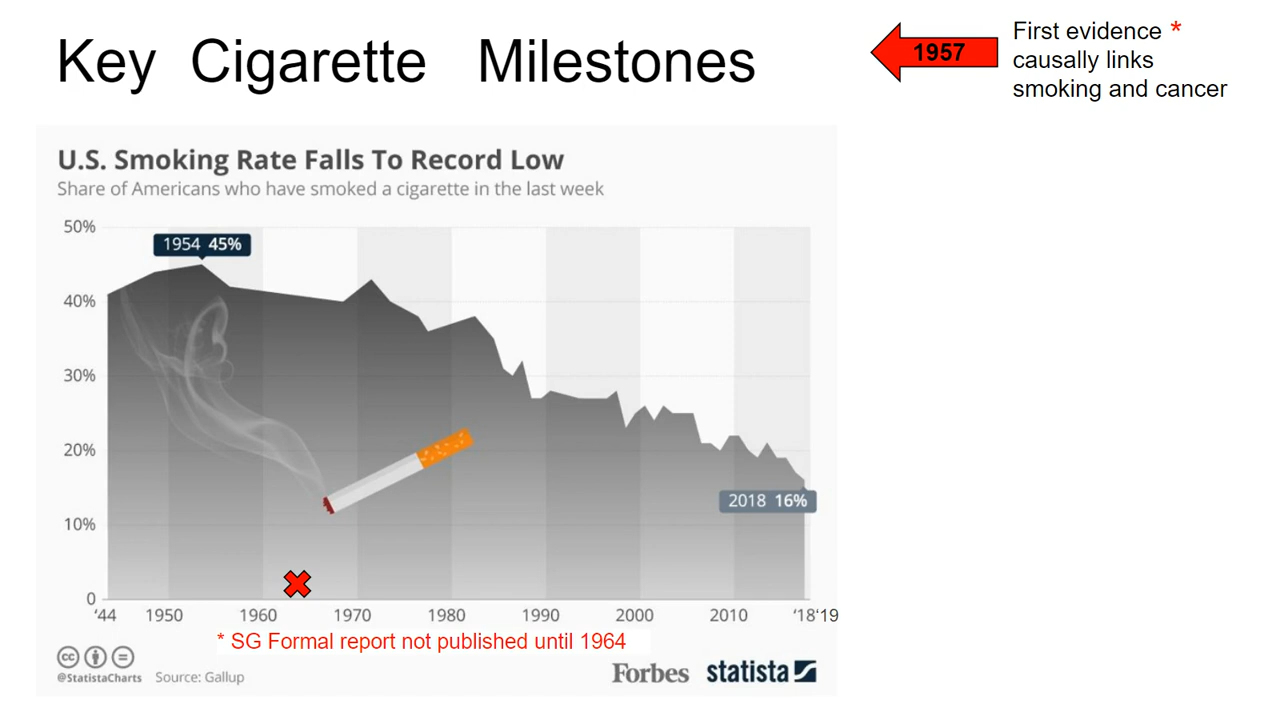 Key Cigarette Milestones
1957
First evidence *
causally links
smoking and cancer
U.S. Smoking Rate Falls To Record Low
Share of Americans who have smoked a cigarette in the last week
50%
1954 45%
40%
30%
20%
2018 16%
10%
0
‘44 1950 1960 1970 1980 1990 2000 2010 ‘18‘19
* SG Formal report not published until 1964
cc
@StatistaCharts Source: Gallup
Forbes statista